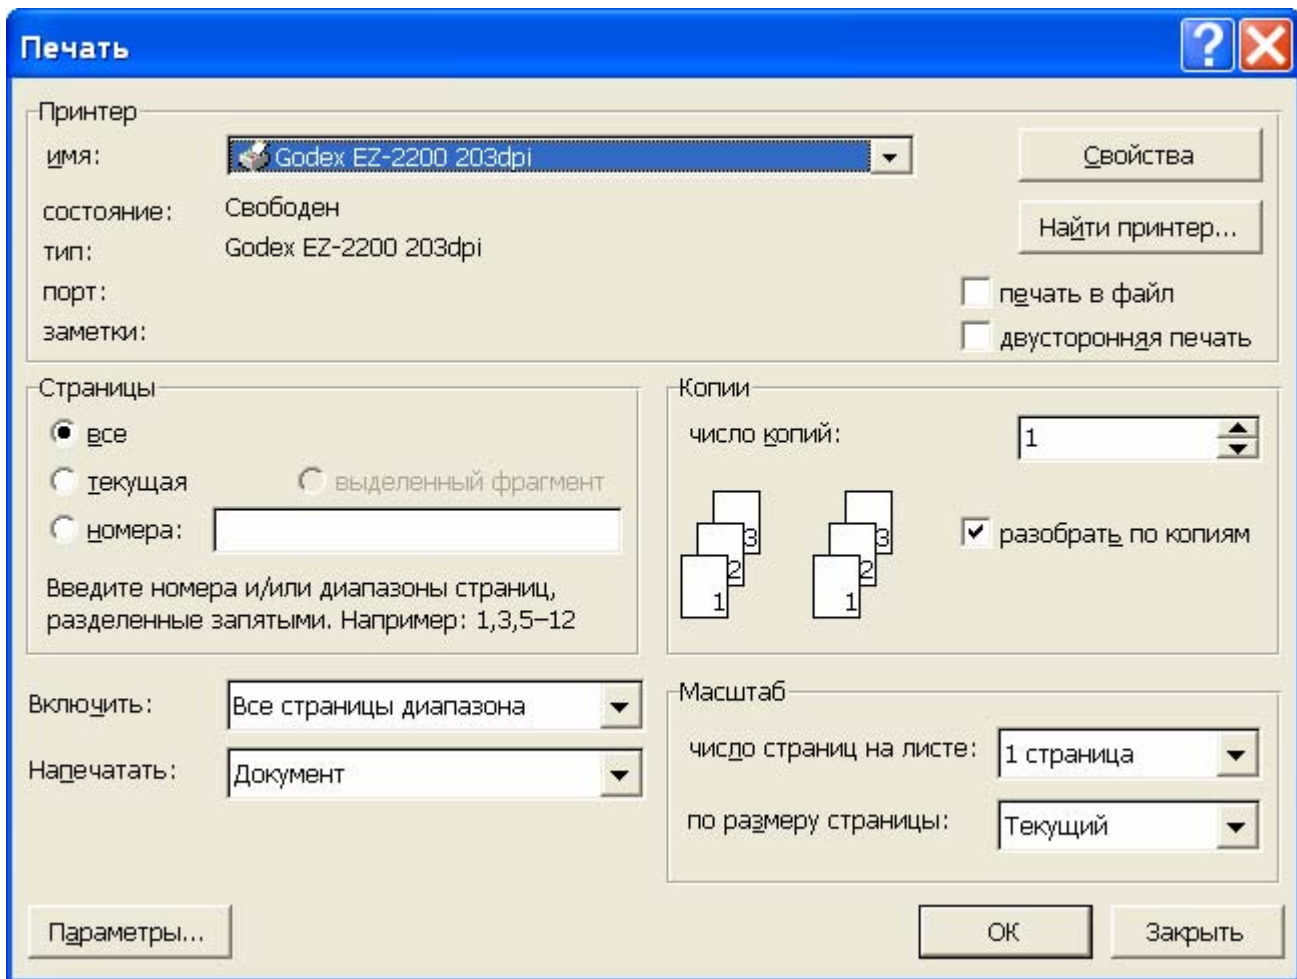 Печать
Принтер
имя:
Godex EZ-2200 203dpi
Свойства
состояние:
Свободен
Найти принтер...
тип:
Godex EZ-2200 203dpi
порт:
печать в файл
заметки:
двусторонняя печать
Страницы
все
текущая
выделенный фрагмент
номера:
Введите номера и/или диапазоны страниц,
разделенные запятыми. Например: 1,3,5–12
Копии
число копий:
1
3
2
1
3
2
1
разобрать по копиям
Включить:
Все страницы диапазона
Напечатать:
Документ
Масштаб
число страниц на листе:
1 страница
по размеру страницы:
Текущий
Параметры...
ОК
Закрыть